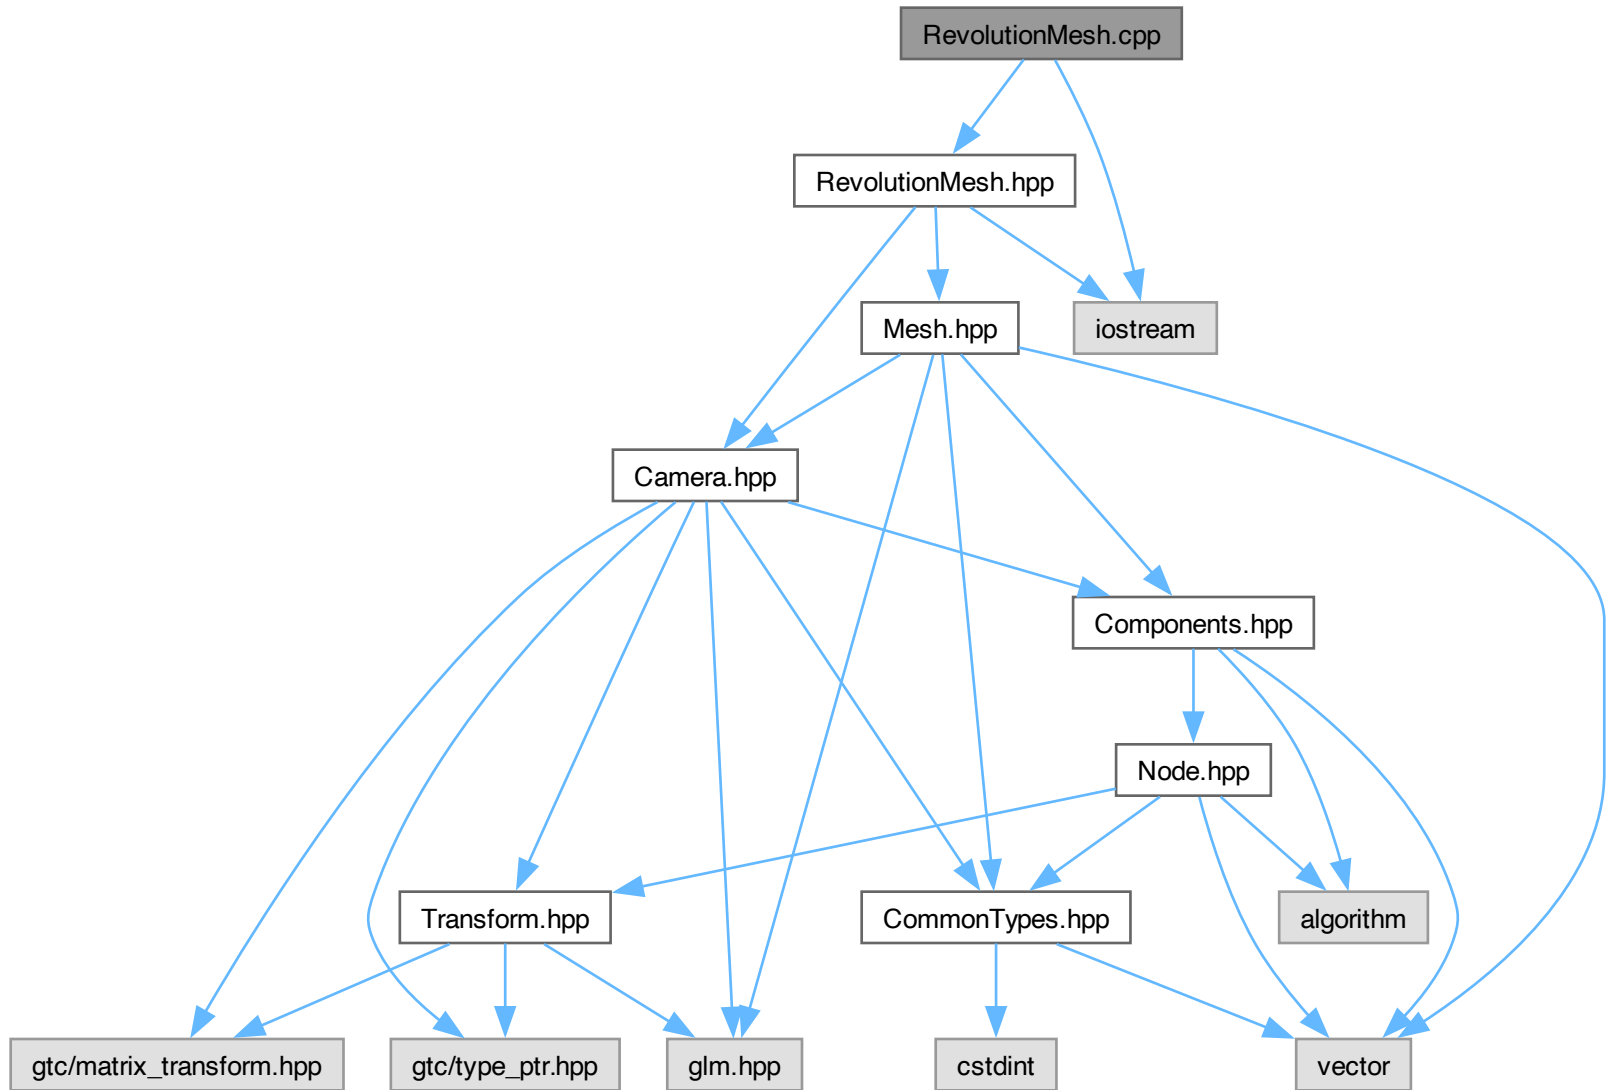 RevolutionMesh.cpp
RevolutionMesh.hpp
Mesh.hpp
iostream
Camera.hpp
Components.hpp
Node.hpp
Transform.hpp
CommonTypes.hpp
algorithm
gtc/matrix_transform.hpp
gtc/type_ptr.hpp
glm.hpp
cstdint
vector